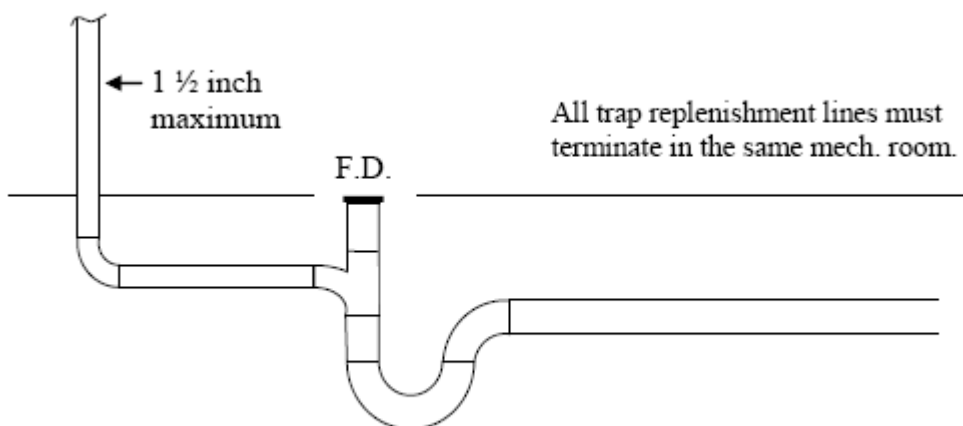 1 ½ inch
maximum
All trap replenishment lines must
terminate in the same mech. room.
F.D.